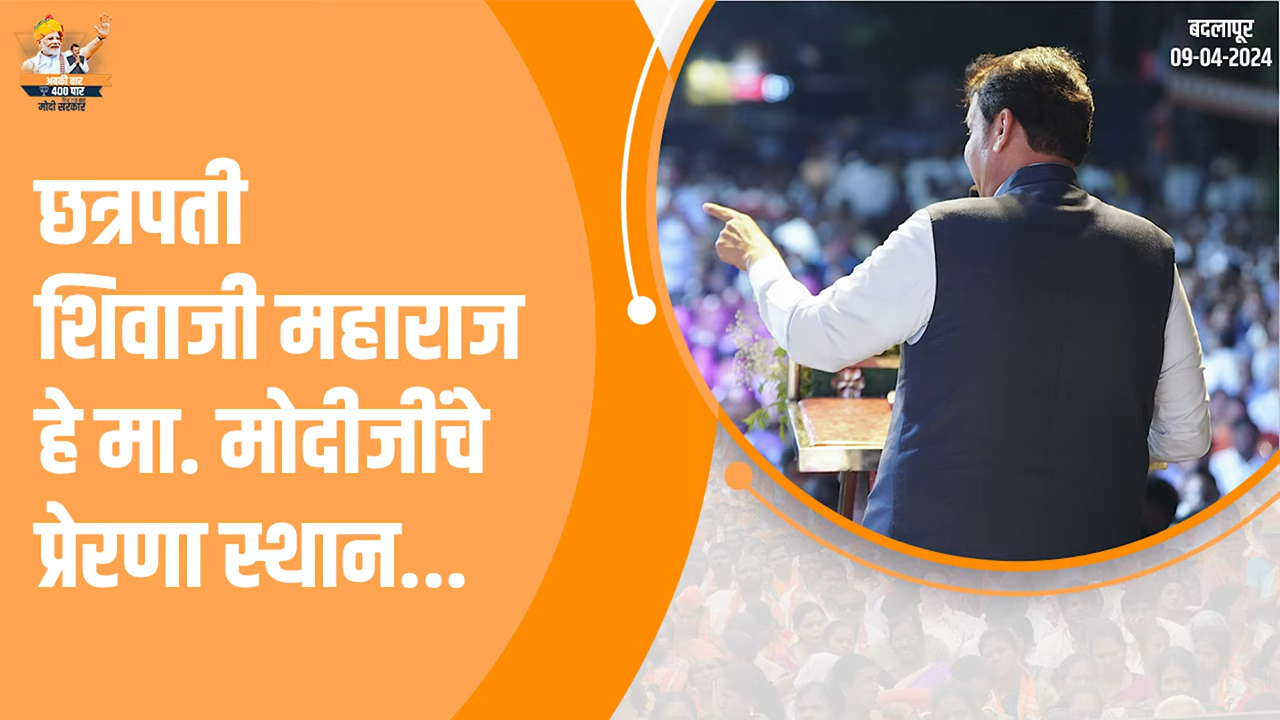 अबकी बार
400 पार
मोदी सरकार
छत्रपती
शिवाजी महाराज
हे मा. मोदीजींचे
प्रेरणा स्थान...
बदलापूर
09-04-2024